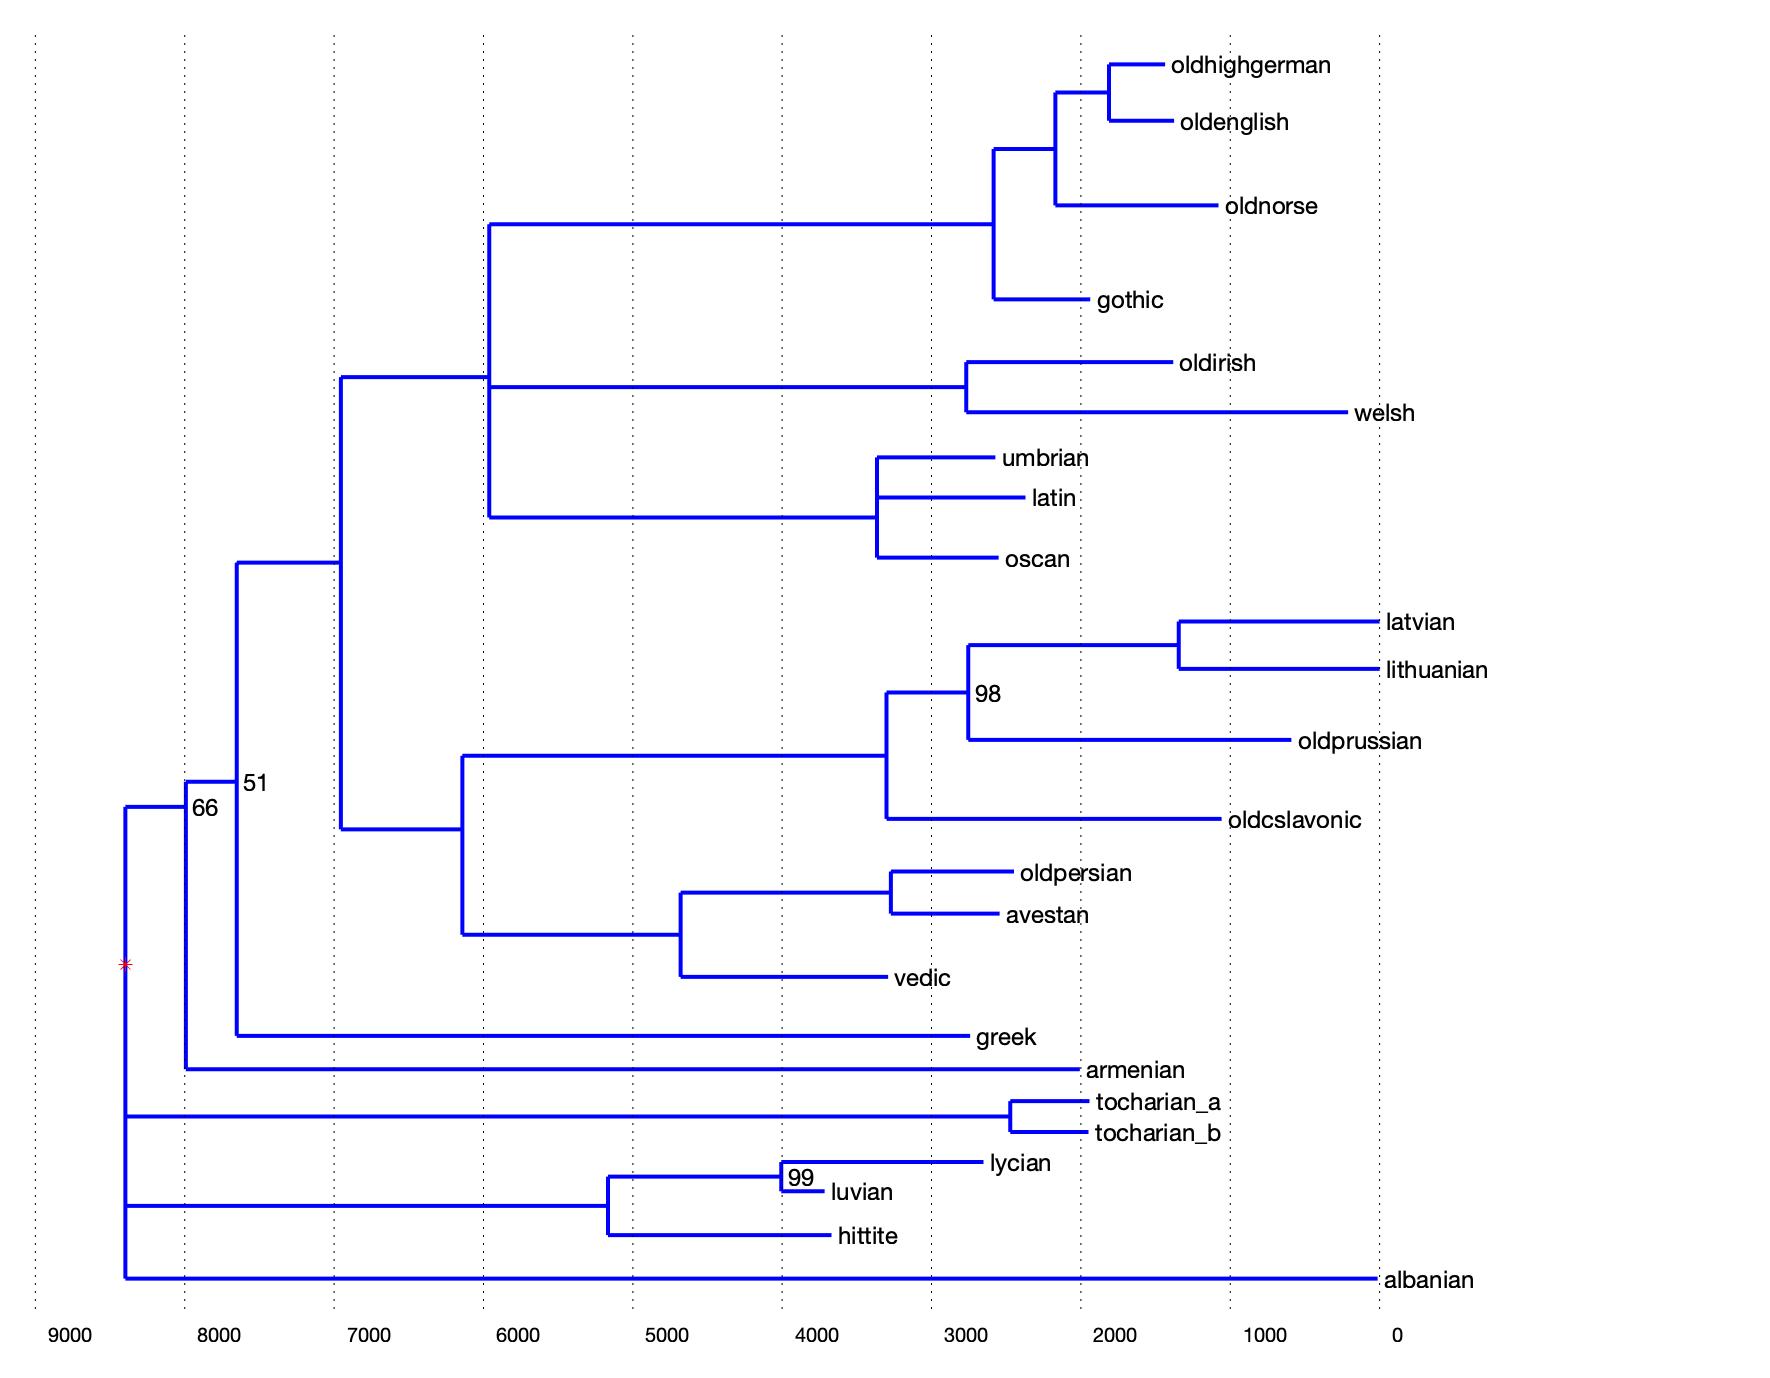 oldhighgerman
oldenglish
oldnorse
gothic
oldirish
welsh
umbrian
latin
oscan
latvian
lithuanian
98
oldprussian
51
66
oldcslavonic
oldpersian
avestan
vedic
greek
armenian
tocharian_a
tocharian_b
lycian
99
luvian
hittite
albanian
9000 8000 7000 6000 5000 4000 3000 2000 1000 0